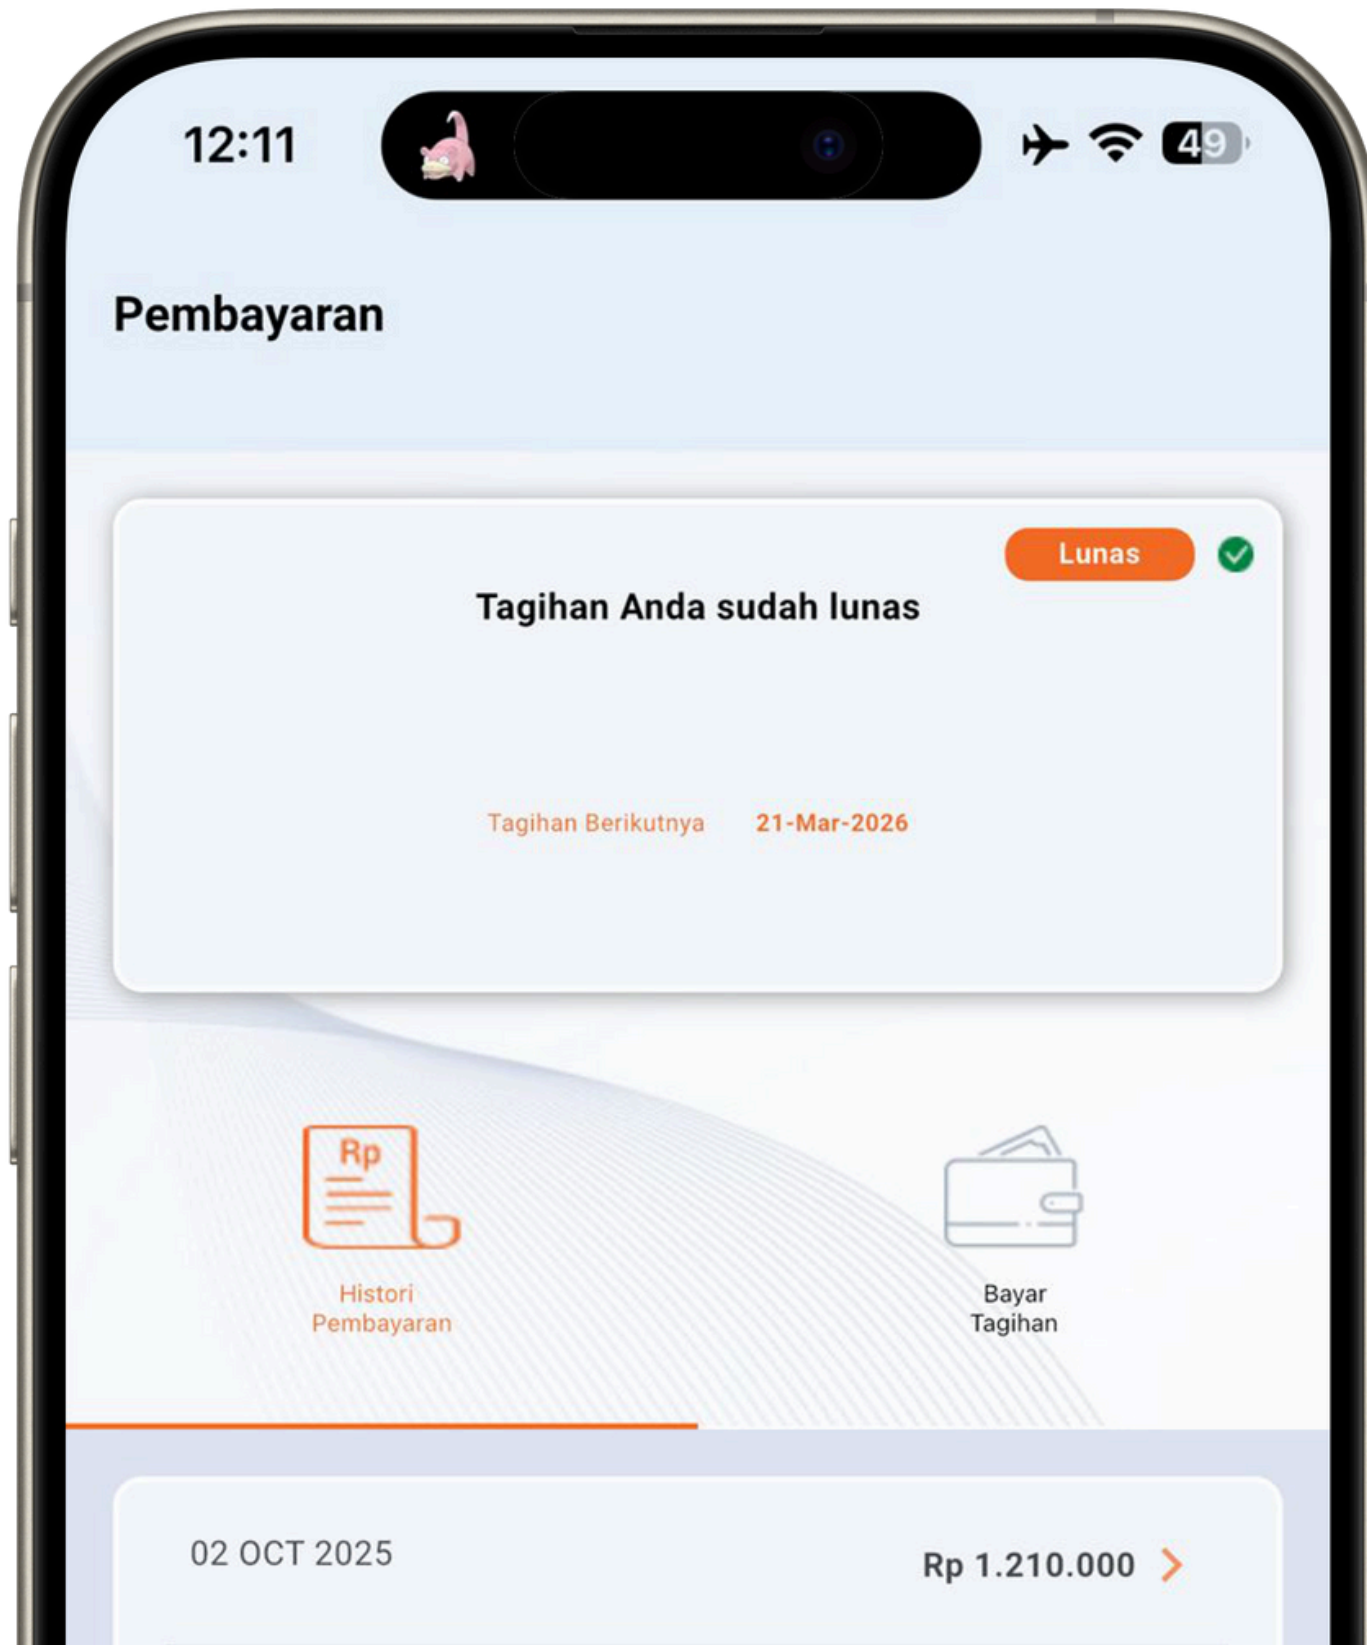 12:11
49
Pembayaran
Lunas
Tagihan Anda sudah lunas
Tagihan Berikutnya 21-Mar-2026
Rp
Histori
Pembayaran
Bayar
Tagihan
02 OCT 2025
Rp 1.210.000